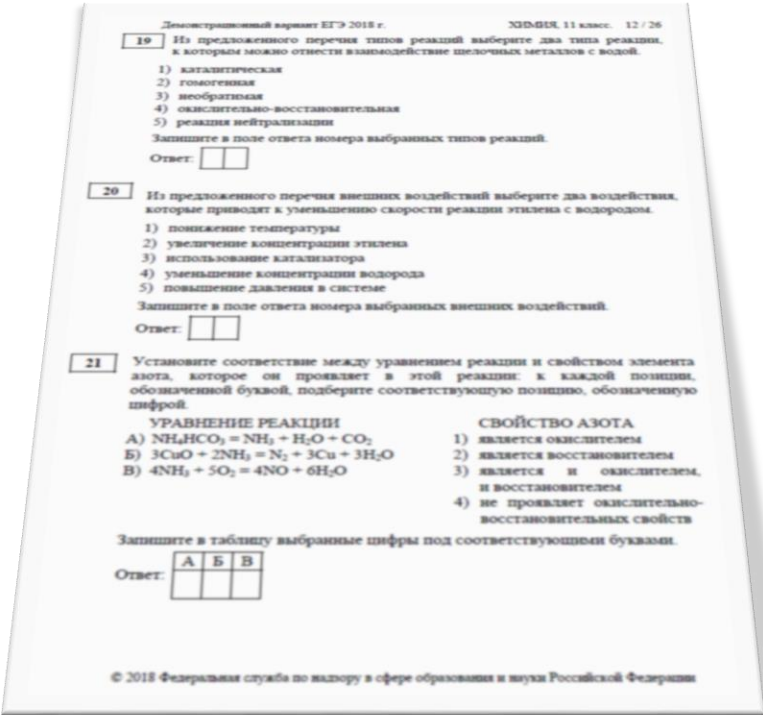 Демонстрационный вариант ЕГЭ 2018 г. ХИМИЯ, 11 класс. 12 / 26
19 Из предложенного перечня типов реакций выберите два типа реакции,
к которым можно отнести взаимодействие щелочных металлов с водой.
1) каталитическая
2) гомогенная
3) необратимая
4) окислительно-восстановительная
5) реакция нейтрализации
Запишите в поле ответа номера выбранных типов реакций.
Ответ:
20 Из предложенного перечня внешних воздействий выберите два воздействия,
которые приводят к уменьшению скорости реакции этилена с водородом.
1) понижение температуры
2) увеличение концентрации этилена
3) использование катализатора
4) уменьшение концентрации водорода
5) повышение давления в системе
Запишите в поле ответа номера выбранных внешних воздействий.
Ответ:
21 Установите соответствие между уравнением реакции и свойством элемента
азота, которое он проявляет в этой реакции: к каждой позиции,
обозначенной буквой, подберите соответствующую позицию, обозначенную
цифрой.
УРАВНЕНИЕ РЕАКЦИИ СВОЙСТВО АЗОТА
А) NH₄HCO₃ = NH₃ + H₂O + CO₂ 1) является окислителем
Б) 3CuO + 2NH₃ = N₂ + 3Cu + 3H₂O 2) является восстановителем
В) 4NH₃ + 5O₂ = 4NO + 6H₂O 3) является и окислителем,
и восстановителем
4) не проявляет окислительно-
восстановительных свойств
Запишите в таблицу выбранные цифры под соответствующими буквами.
А Б В
Ответ:
© 2018 Федеральная служба по надзору в сфере образования и науки Российской Федерации